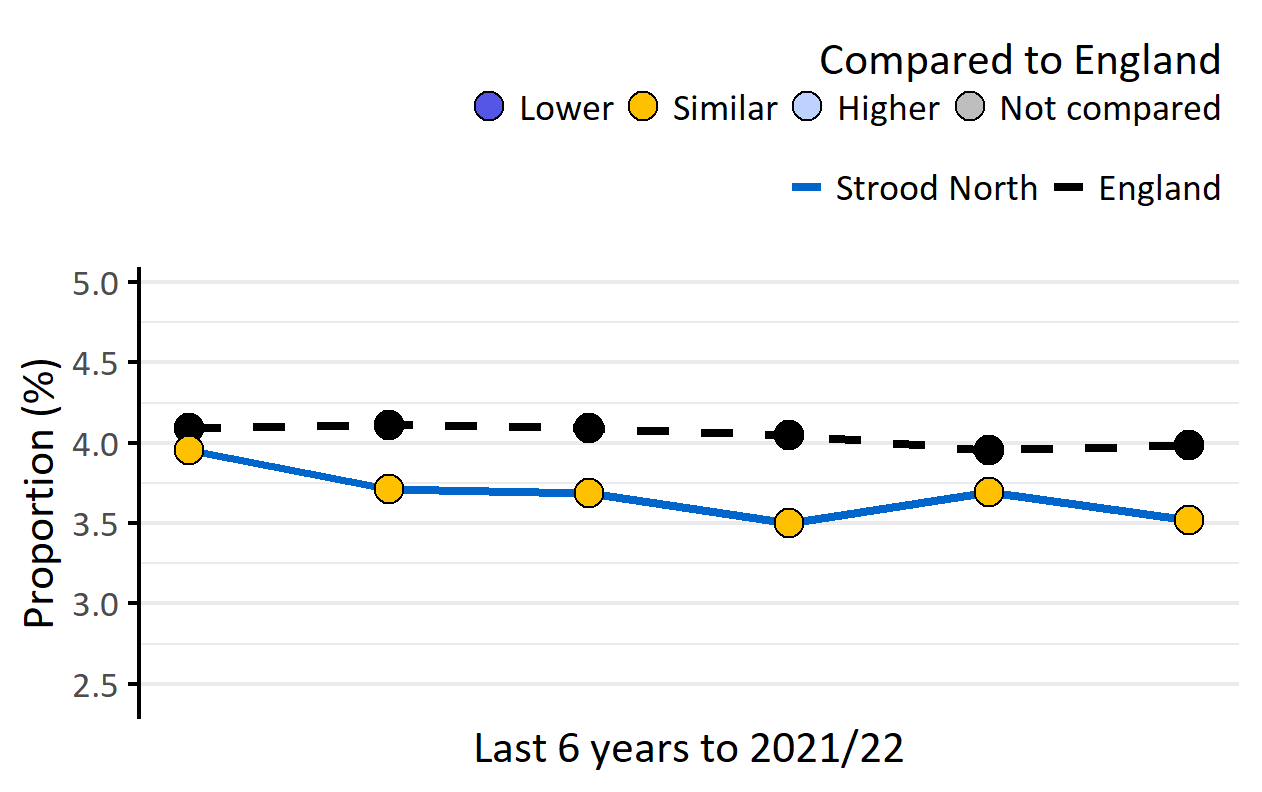 Compared to England
Lower Similar Higher Not compared
Strood North England
5.0
4.5
4.0
3.5
3.0
2.5
Proportion (%)
Last 6 years to 2021/22